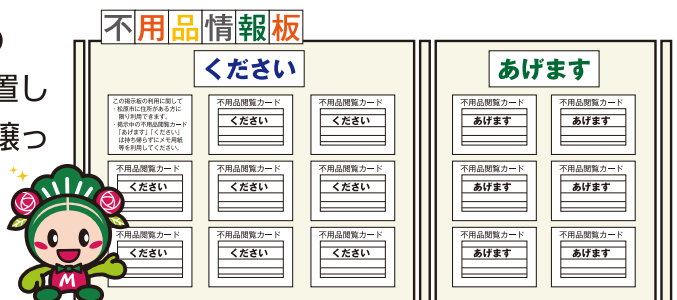 不用品情報板
置し
譲っ
ください
この掲示板の利用に関して
・松原市に住所がある方に
限り利用できます。
・掲示中の不用品閲覧カード
「あげます」「ください」
は持ち帰らずにメモ用紙
等を利用してください。
不用品閲覧カード
ください
不用品閲覧カード
ください
不用品閲覧カード
ください
不用品閲覧カード
ください
不用品閲覧カード
ください
不用品閲覧カード
ください
不用品閲覧カード
ください
不用品閲覧カード
ください
あげます
不用品閲覧カード
あげます
不用品閲覧カード
あげます
不用品閲覧カード
あげます
不用品閲覧カード
あげます
不用品閲覧カード
あげます
不用品閲覧カード
あげます
M